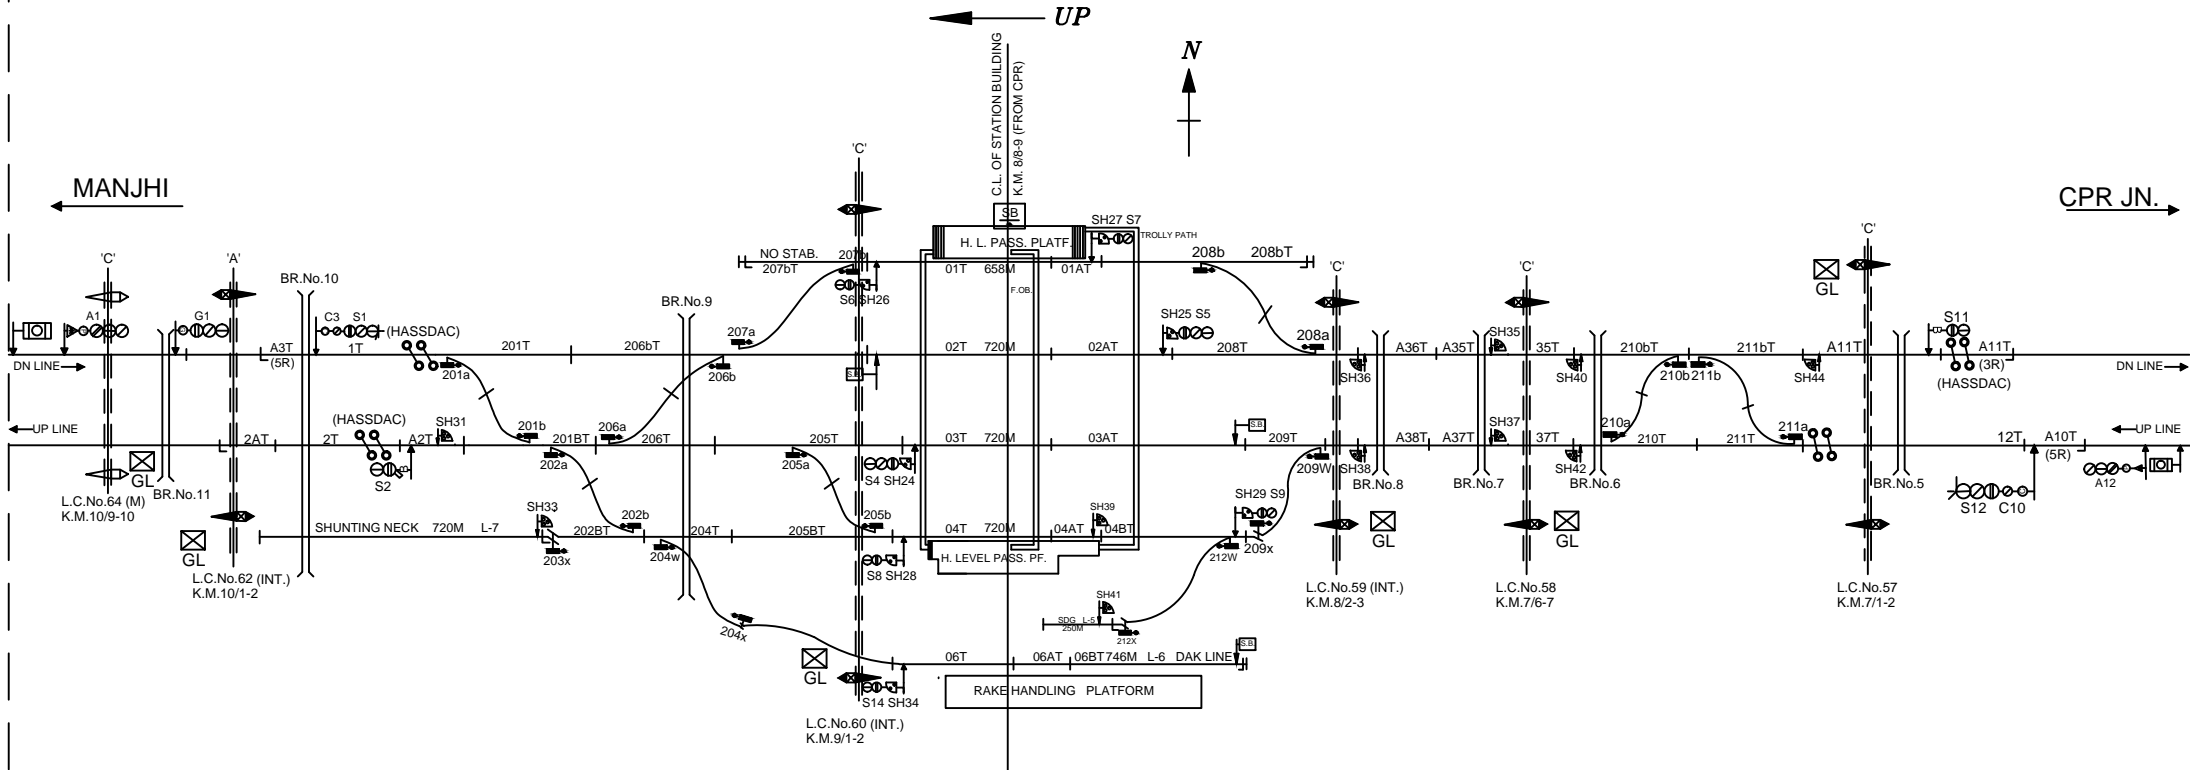 UP
N
C.L. OF STATION BUILDING
K.M. 8/8-9 (FROM CPR)
MANJHI
CPR JN.
'C'
SB
SH27 S7
TROLLY PATH
H. L. PASS. PLATF.
NO STAB.
207b
207bT
01T
658M
01AT
208b
208bT
'C'
'A'
BR.No.10
BR.No.9
S6 SH26
F.OB.
'C'
'C'
'C'
GL
A1
G1
C3
S1
(HASSDAC)
1T
A3T
(5R)
DN LINE
201a
201T
206bT
207a
206b
S.B.
02T
720M
02AT
SH25 S5
208T
208a
SH36
A36T
A35T
SH35
35T
SH40
210bT
210b
211b
211bT
SH44
A11T
S11
A11T
(3R)
(HASSDAC)
DN LINE
UP LINE
2AT
2T
(HASSDAC)
A2T
SH31
S2
201b
201BT
202a
206a
206T
205T
205a
S4 SH24
03T
720M
03AT
S.B.
209T
209W
SH38
A38T
A37T
SH37
37T
SH42
210a
210T
211T
211a
12T
A10T
(5R)
UP LINE
A12
S12
C10
GL
BR.No.11
L.C.No.64 (M)
K.M.10/9-10
BR.No.8
BR.No.7
BR.No.6
BR.No.5
SHUNTING NECK
720M
L-7
SH33
203x
202BT
202b
204T
204w
205BT
205b
04T
720M
04AT
SH39
04BT
SH29 S9
209x
212W
GL
L.C.No.62 (INT.)
K.M.10/1-2
S8 SH28
H. LEVEL PASS. PF.
GL
GL
L.C.No.59 (INT.)
K.M.8/2-3
L.C.No.58
K.M.7/6-7
L.C.No.57
K.M.7/1-2
204x
SH41
SDG
L-5
250M
212X
S.B.
06T
06AT
06BT
746M
L-6
DAK LINE
GL
S14 SH34
RAKE HANDLING PLATFORM
L.C.No.60 (INT.)
K.M.9/1-2